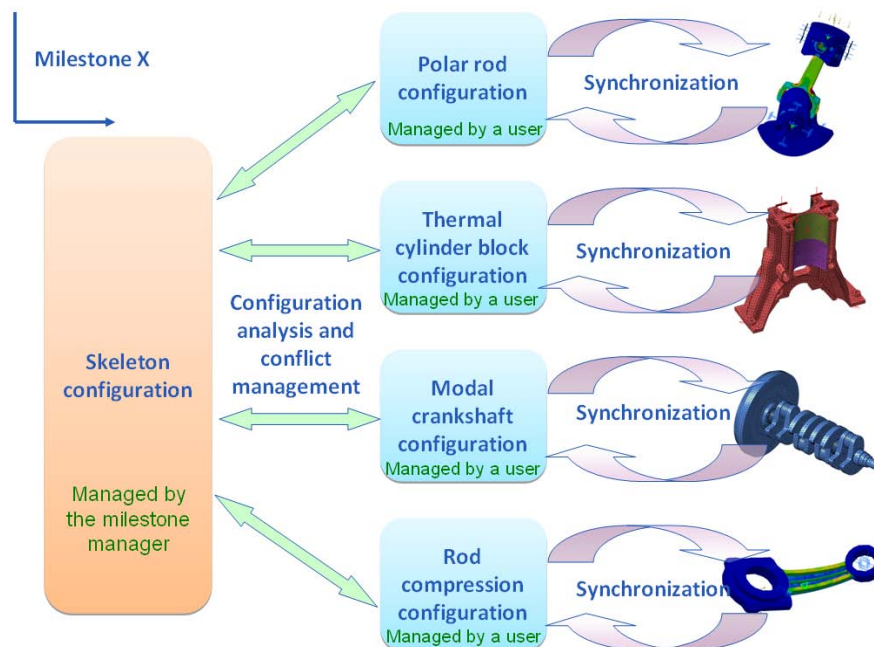 Milestone X
Skeleton
configuration
Managed by
the milestone
manager
Configuration
analysis and
conflict
management
Polar rod
configuration
Managed by a user
Synchronization
Thermal
cylinder block
configuration
Managed by a user
Synchronization
Modal
crankshaft
configuration
Managed by a user
Synchronization
Rod
compression
configuration
Managed by a user
Synchronization